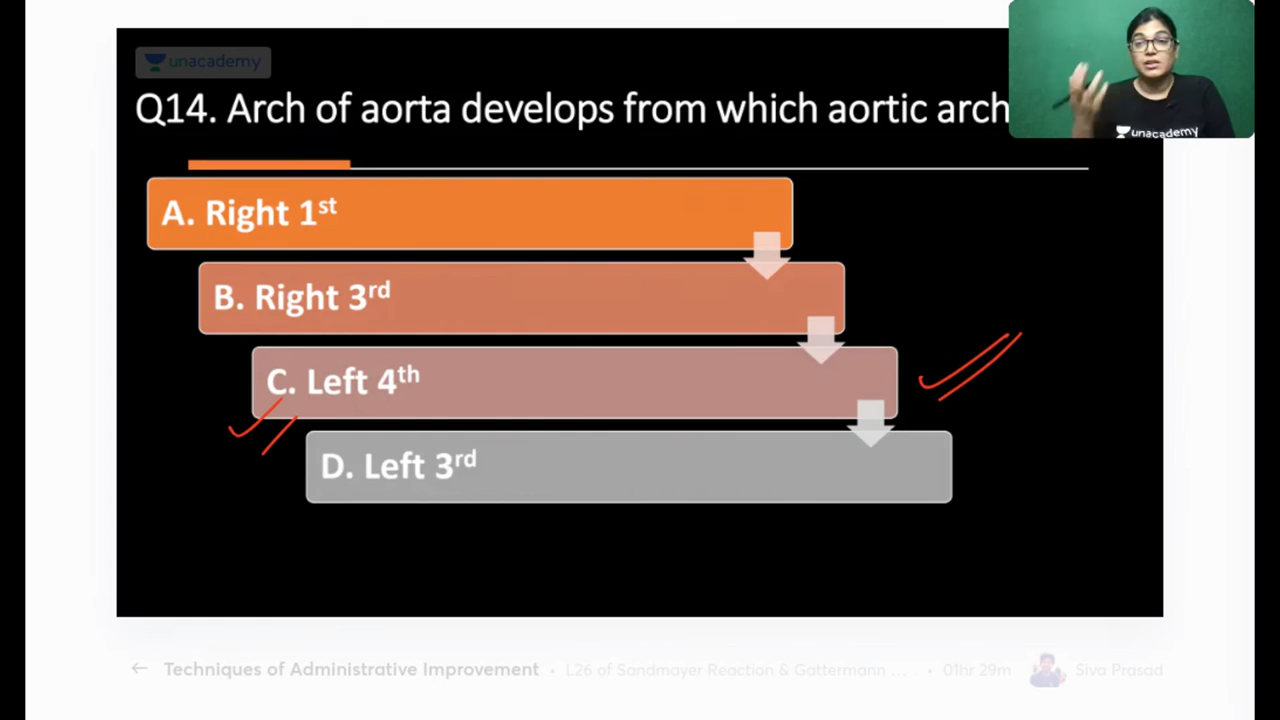 unacademy
Q14. Arch of aorta develops from which aortic arch
unacademy
A. Right 1st
B. Right 3rd
C. Left 4th
D. Left 3rd
← Techniques of Administrative Improvement • L26 of Sandmayer Reaction & Gattermann ... • 01hr 29m Siva Prasad